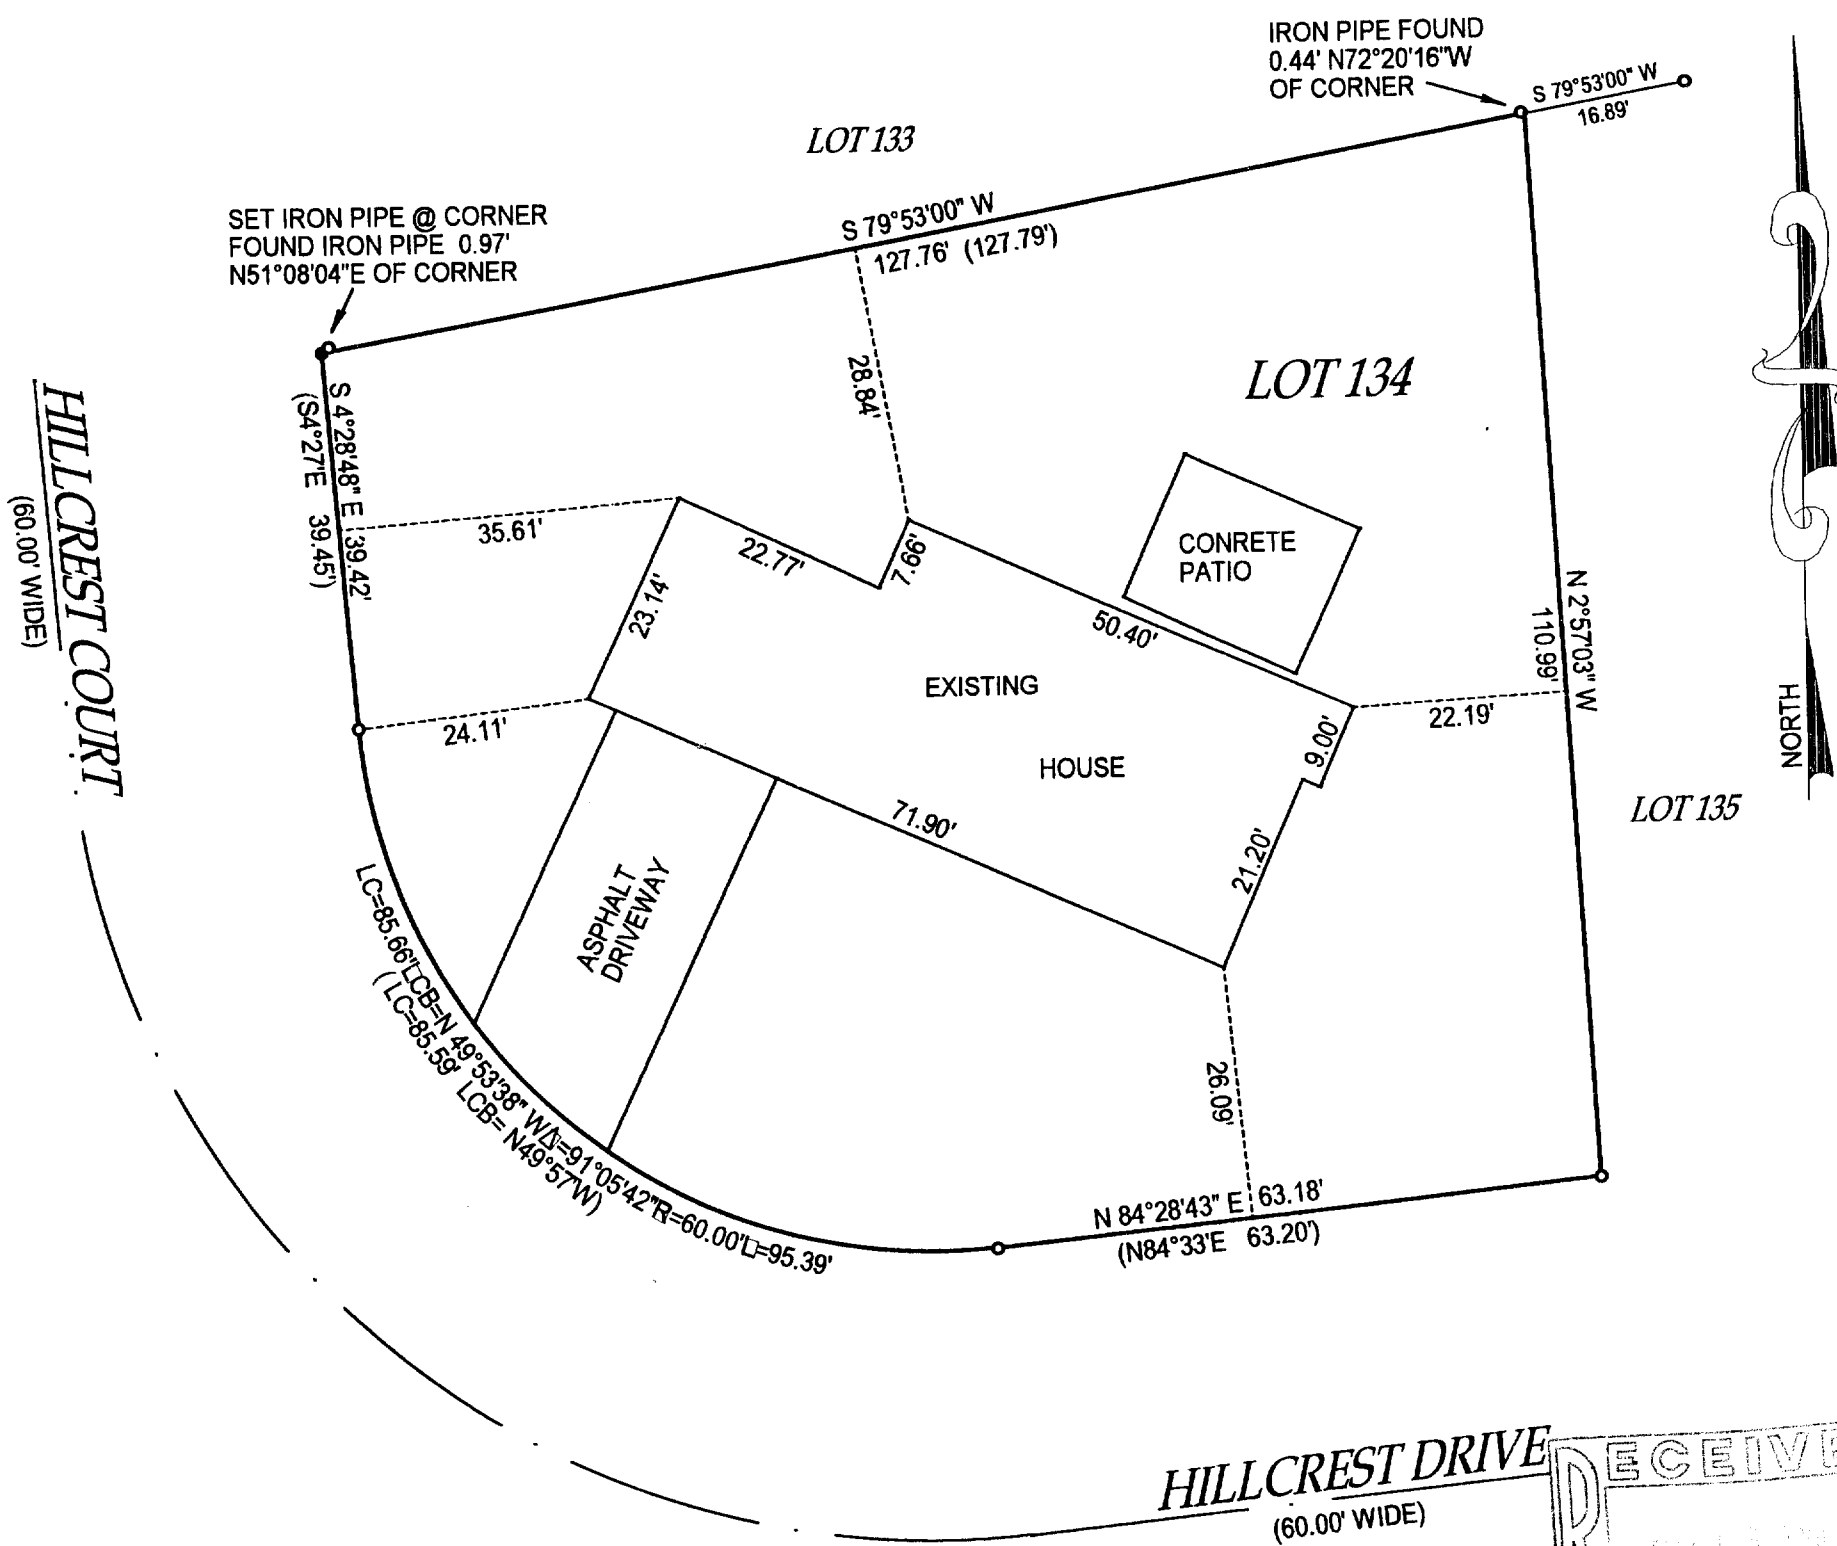 IRON PIPE FOUND
0.44' N72°20'16"W
OF CORNER
S 79°53'00" W
16.89'
LOT 133
SET IRON PIPE @ CORNER
FOUND IRON PIPE 0.97'
N51°08'04"E OF CORNER
S 79°53'00" W
127.76' (127.79')
28.84'
LOT 134
S 4°28'48" E 39.42'
(S4°27'E 39.45')
HILLCREST COURT
(60.00' WIDE)
35.61'
22.77'
7.66'
23.14'
CONRETE
PATIO
50.40'
N 2°57'03" W
110.99'
EXISTING
HOUSE
24.11'
22.19'
9.00'
NORTH
LOT 135
71.90'
21.20'
ASPHALT
DRIVEWAY
LC=85.66' LCB=N 49°53'38" W Δ=91°05'42" R=60.00' L=95.39'
( LC=85.59' LCB= N49°57'W)
26.09'
N 84°28'43" E 63.18'
(N84°33'E 63.20')
HILLCREST DRIVE
(60.00' WIDE)
RECEIVE